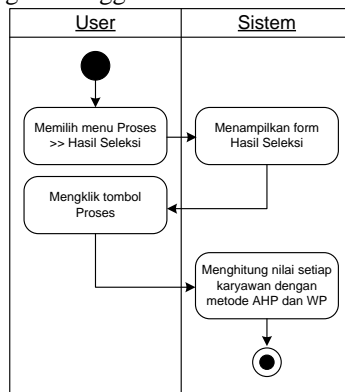 User
Sistem
Memilih menu Proses
>> Hasil Seleksi
Menampilkan form
Hasil Seleksi
Mengklik tombol
Proses
Menghitung nilai setiap
karyawan dengan
metode AHP dan WP